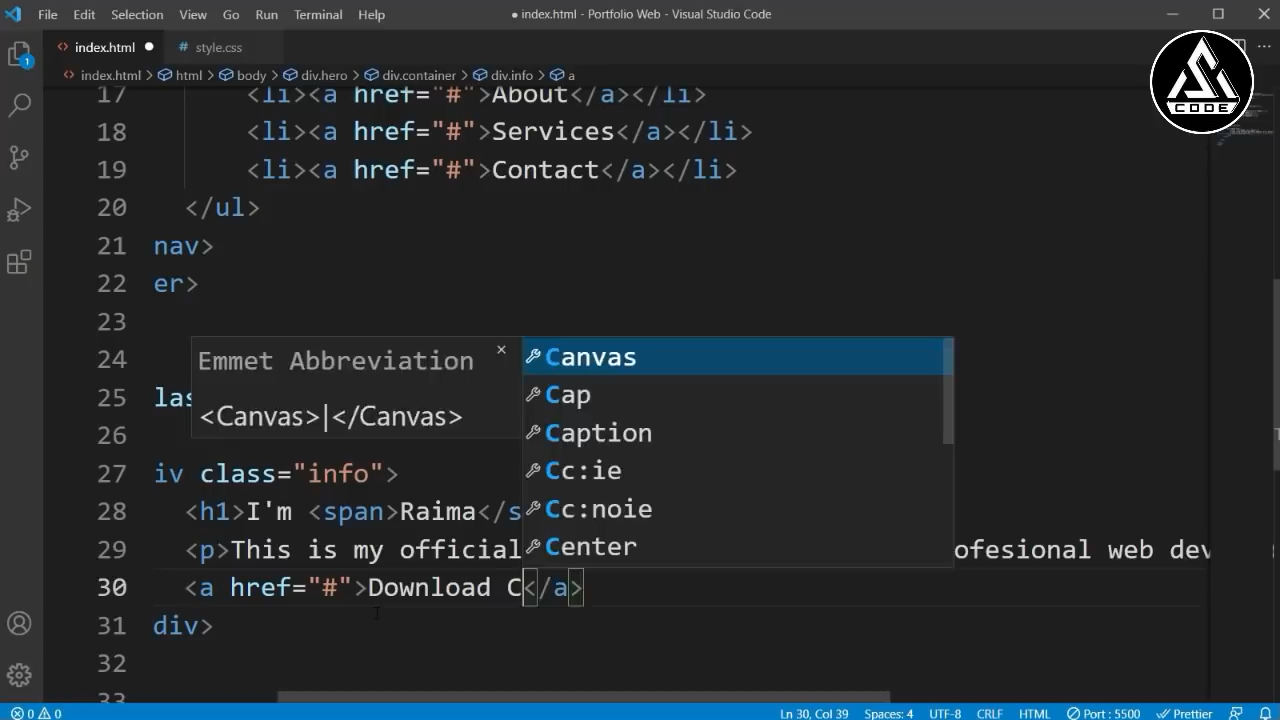 File Edit Selection View Go Run Terminal Help
● index.html - Portfolio Web - Visual Studio Code
<> index.html ● # style.css
<> index.html > html > body > div.hero > div.container > div.info > a
CODE
17 <li><a href="#">About</a></li>
18 <li><a href="#">Services</a></li>
19 <li><a href="#">Contact</a></li>
20 </ul>
21 nav>
22 er>
23
24
25 las
26
27 iv class="info">
28 <h1>I'm <span>Raima</s
29 <p>This is my official ofesional web dev
30 <a href="#">Download C</a>
31 div>
32
33
Emmet Abbreviation ×
<Canvas>|</Canvas>
Canvas
Cap
Caption
Cc:ie
Cc:noie
Center
1
0 0 Ln 30, Col 39 Spaces: 4 UTF-8 CRLF HTML Port : 5500 Prettier